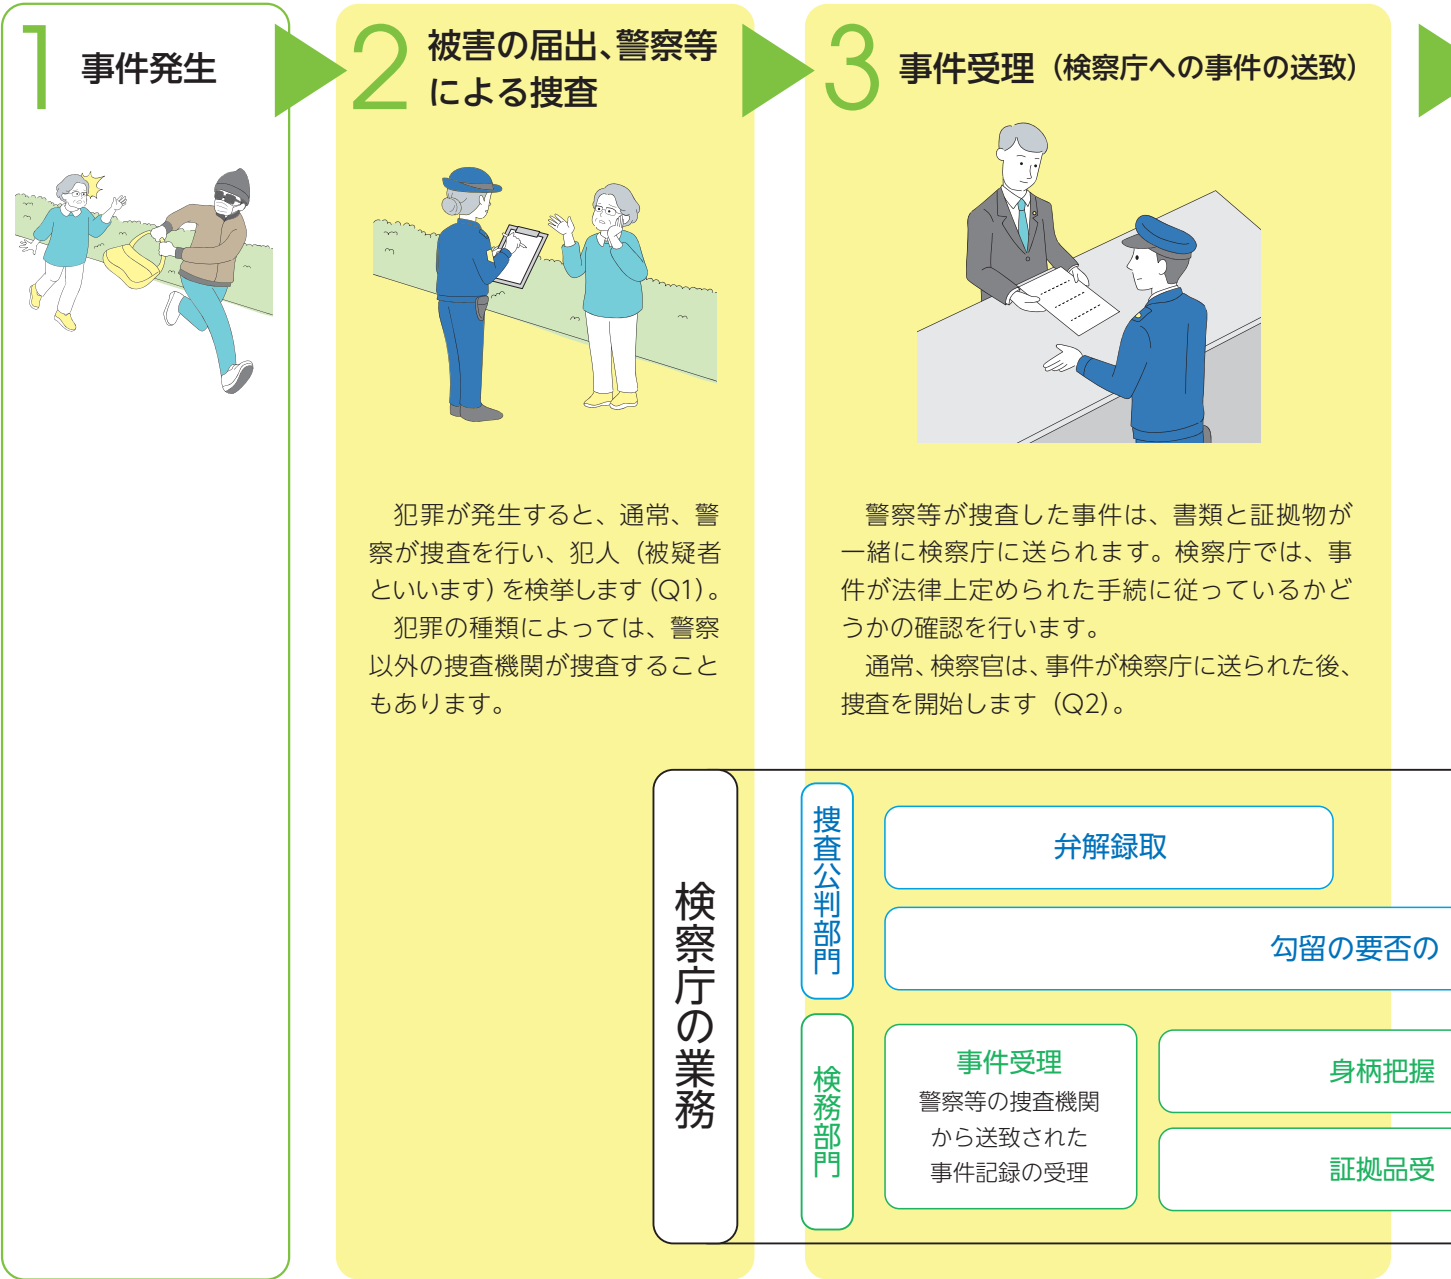 1
事件発生
2
被害の届出、警察等
による捜査
3
事件受理（検察庁への事件の送致）
犯罪が発生すると、通常、警
察が捜査を行い、犯人（被疑者
といいます）を検挙します（Q1）。
犯罪の種類によっては、警察
以外の捜査機関が捜査すること
もあります。
警察等が捜査した事件は、書類と証拠物が
一緒に検察庁に送られます。検察庁では、事
件が法律上定められた手続に従っているかど
うかの確認を行います。
通常、検察官は、事件が検察庁に送られた後、
捜査を開始します（Q2）。
検察庁の業務
捜査公判部門
弁解録取
勾留の要否の
検務部門
事件受理
警察等の捜査機関
から送致された
事件記録の受理
身柄把握
証拠品受